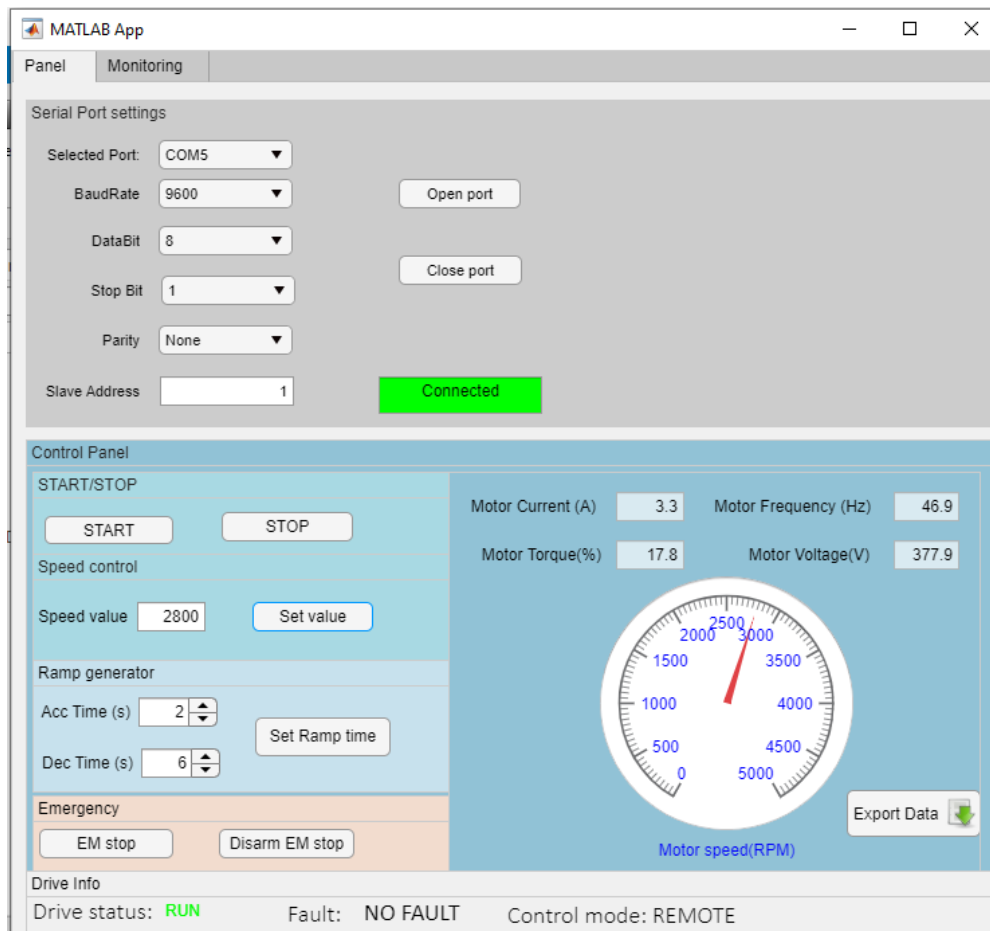 MATLAB App
Panel Monitoring
Serial Port settings
Selected Port: COM5
BaudRate 9600 Open port
DataBit 8
Close port
Stop Bit 1
Parity None
Slave Address 1 Connected
Control Panel
START/STOP
START STOP
Speed control
Speed value 2800 Set value
Ramp generator
Acc Time (s) 2
Set Ramp time
Dec Time (s) 6
Emergency
EM stop Disarm EM stop
Motor Current (A) 3.3 Motor Frequency (Hz) 46.9
Motor Torque(%) 17.8 Motor Voltage(V) 377.9
0 500 1000 1500 2000 2500 3000 3500 4000 4500 5000
Motor speed(RPM)
Export Data
Drive Info
Drive status: RUN Fault: NO FAULT Control mode: REMOTE